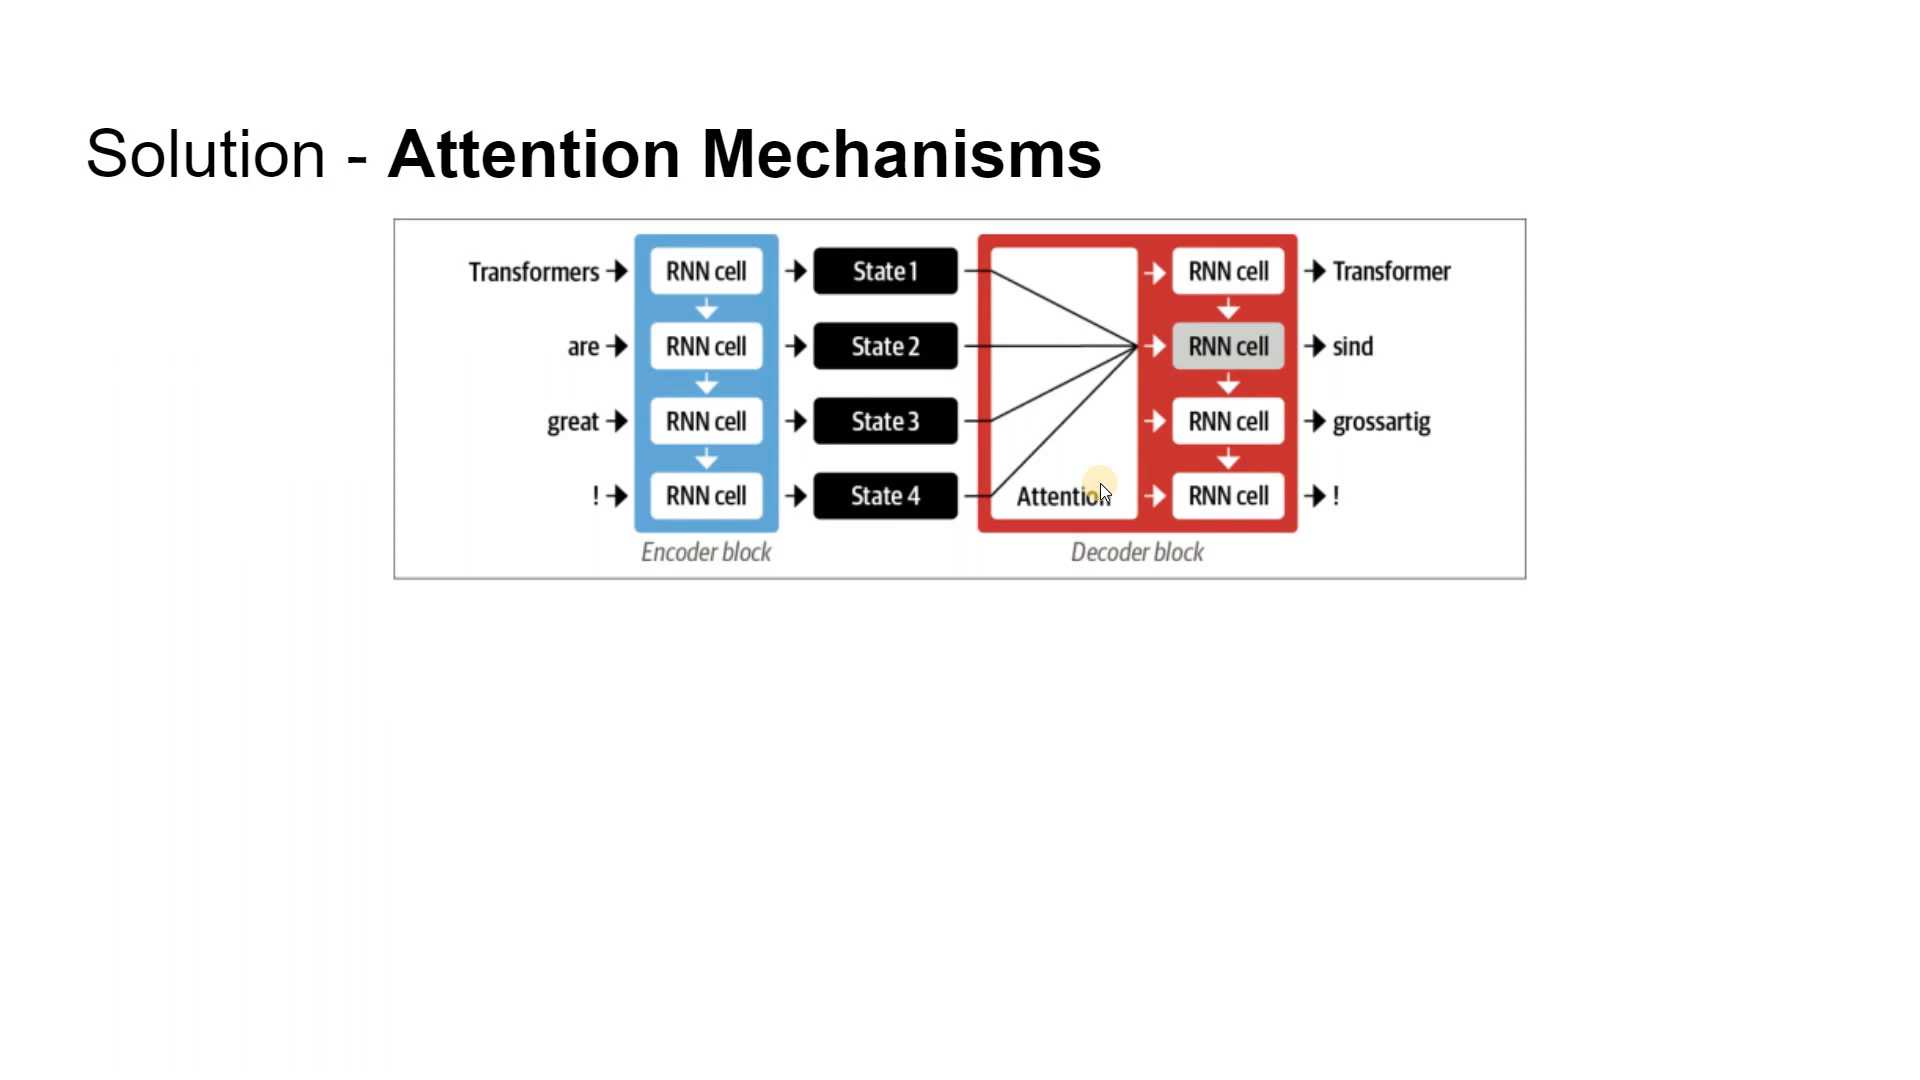 Solution - Attention Mechanisms
Transformers RNN cell State 1 RNN cell Transformer
are RNN cell State 2 RNN cell sind
great RNN cell State 3 RNN cell grossartig
! RNN cell State 4 Attention RNN cell !
Encoder block Decoder block